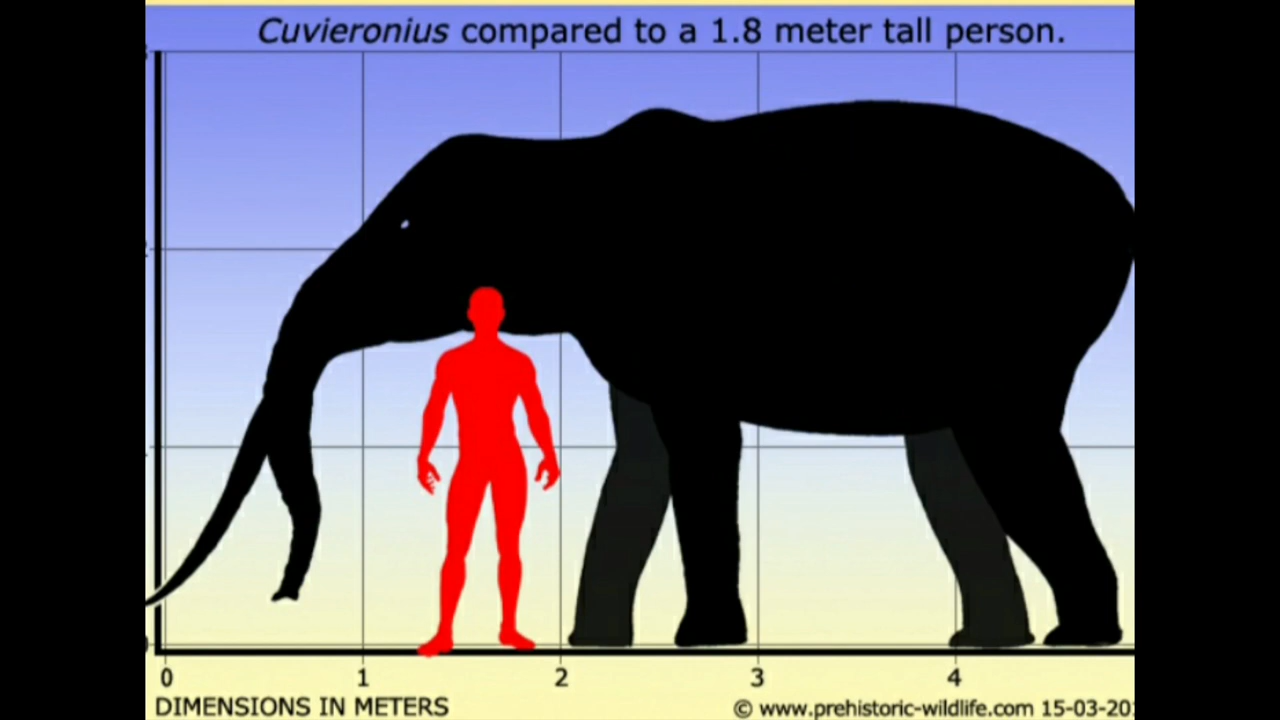 Cuvieronius compared to a 1.8 meter tall person.
0 1 2 3 4
DIMENSIONS IN METERS
© www.prehistoric-wildlife.com 15-03-201